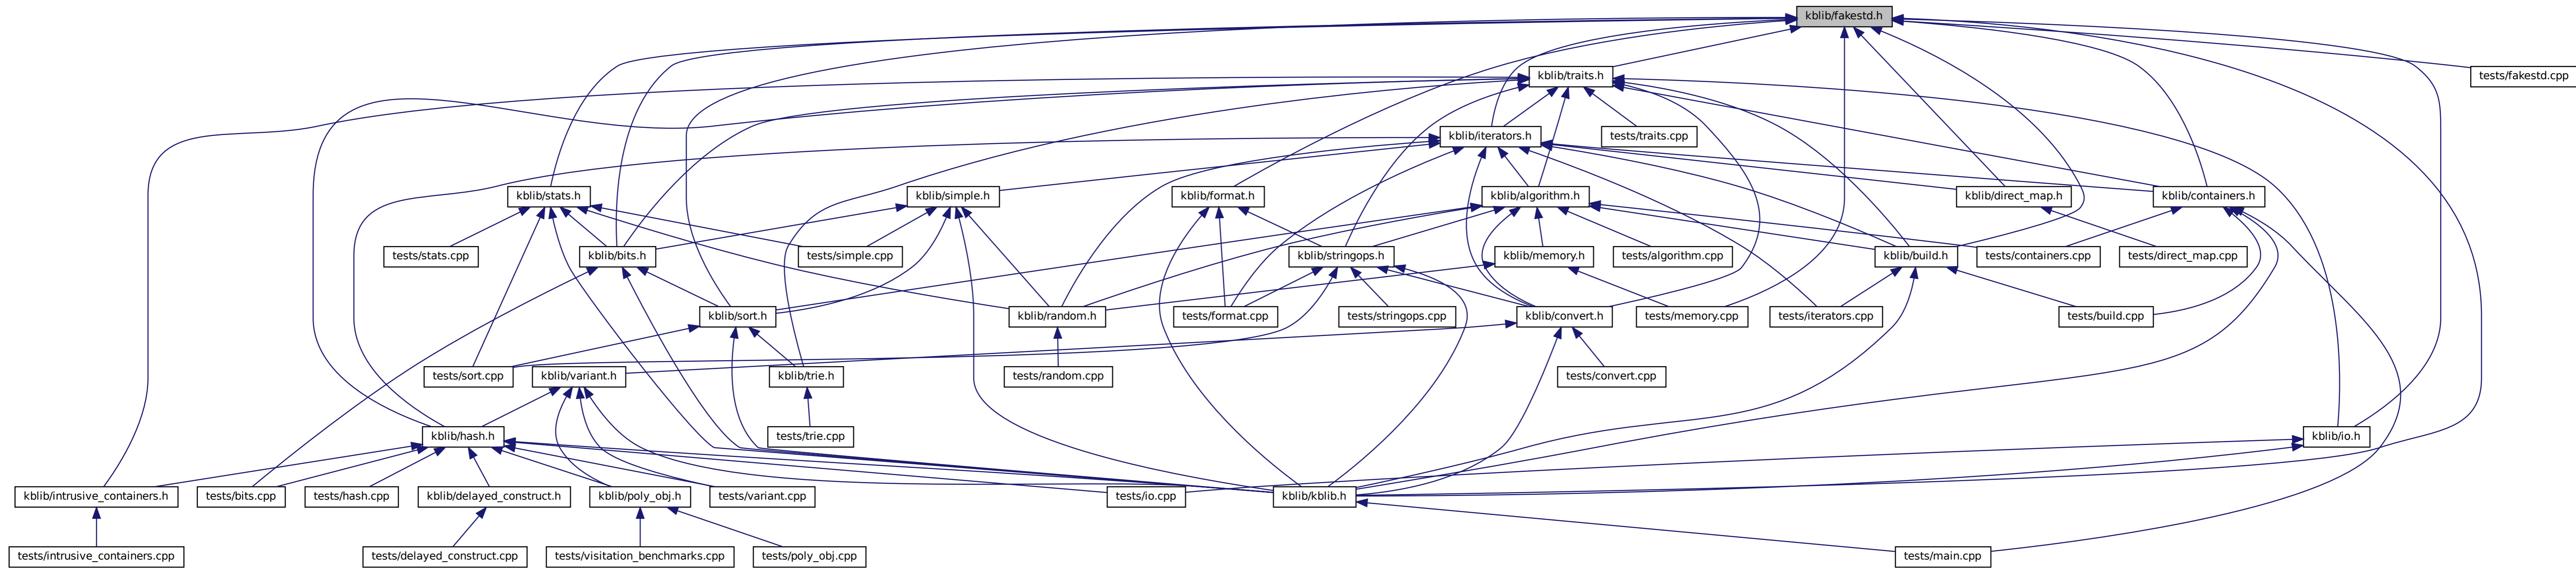 kblib/fakestd.h
kblib/traits.h
tests/fakestd.cpp
kblib/iterators.h
tests/traits.cpp
kblib/stats.h
kblib/simple.h
kblib/format.h
kblib/algorithm.h
kblib/direct_map.h
kblib/containers.h
tests/stats.cpp
kblib/bits.h
tests/simple.cpp
kblib/stringops.h
kblib/memory.h
tests/algorithm.cpp
kblib/build.h
tests/containers.cpp
tests/direct_map.cpp
kblib/sort.h
kblib/random.h
tests/format.cpp
tests/stringops.cpp
kblib/convert.h
tests/memory.cpp
tests/iterators.cpp
tests/build.cpp
tests/sort.cpp
kblib/variant.h
kblib/trie.h
tests/random.cpp
tests/convert.cpp
kblib/hash.h
tests/trie.cpp
kblib/io.h
kblib/intrusive_containers.h
tests/bits.cpp
tests/hash.cpp
kblib/delayed_construct.h
kblib/poly_obj.h
tests/variant.cpp
tests/io.cpp
kblib/kblib.h
tests/intrusive_containers.cpp
tests/delayed_construct.cpp
tests/visitation_benchmarks.cpp
tests/poly_obj.cpp
tests/main.cpp